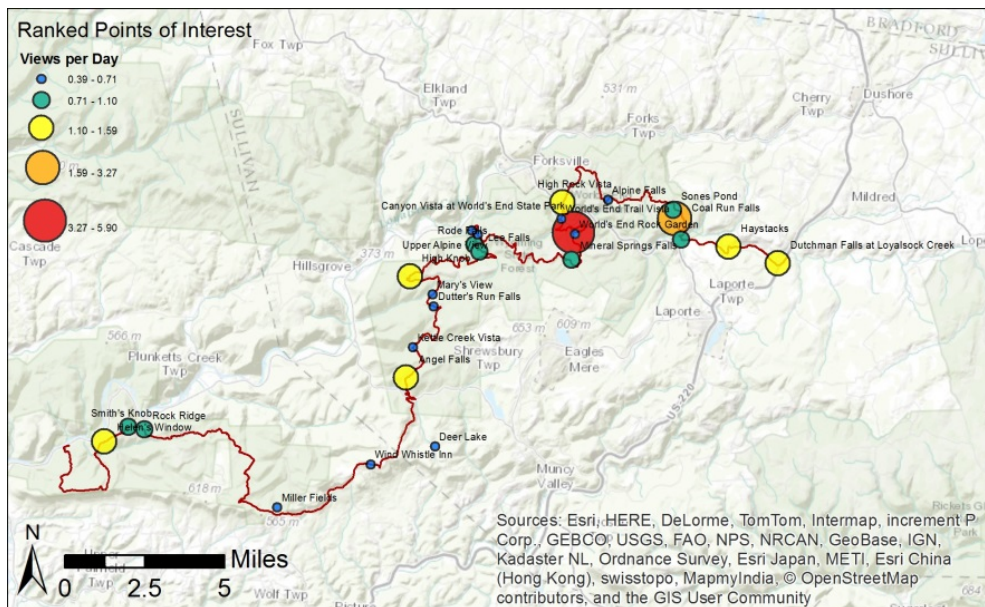 Ranked Points of Interest
Views per Day
0.39 - 0.71
0.71 - 1.10
1.10 - 1.59
1.59 - 3.27
3.27 - 5.90
Fox Twp
BRADFORD
SULLIV
Elkland
Twp
531 m
Cherry Twp
Dushore
Forks
Twp
SULLIVAN
Forksville
High Rock Vista
Alpine Falls
Sones Pond
Mildred
Canyon Vista at World's End State Park
World's End Trail Vista
Coal Run Falls
World's End Rock Garden
Haystacks
Cascade
Twp
Rode Falls
Lee Falls
Upper Alpine View
Mineral Springs Falls
Dutchman Falls at Loyalsock Creek
Hillsgrove
373 m
High Knob
Forest
Laporte
Twp
Mary's View
Dutter's Run Falls
Laporte
653 m
609 m
566 m
Kettle Creek Vista
Shrewsbury
Twp
Eagles
Mere
Plunketts Creek
Twp
Angel Falls
US 220
Smith's Knob
Rock Ridge
Helen's Window
Deer Lake
Wind Whistle Inn
Muncy
Valley
618 m
Miller Fields
565 m
Ricketts Gl
N
Miles
0 2.5 5
Wolf Twp
Picture
684 m
Sources: Esri, HERE, DeLorme, TomTom, Intermap, increment P
Corp., GEBCO, USGS, FAO, NPS, NRCAN, GeoBase, IGN,
Kadaster NL, Ordnance Survey, Esri Japan, METI, Esri China
(Hong Kong), swisstopo, MapmyIndia, © OpenStreetMap
contributors, and the GIS User Community